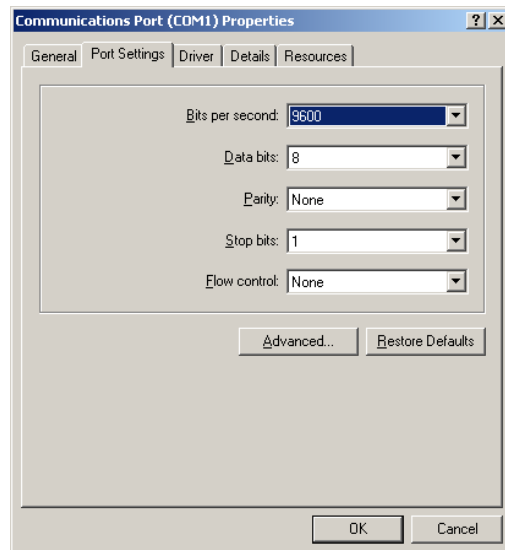 Communications Port (COM1) Properties
General Port Settings Driver Details Resources
Bits per second: 9600
Data bits: 8
Parity: None
Stop bits: 1
Flow control: None
Advanced... Restore Defaults
OK Cancel